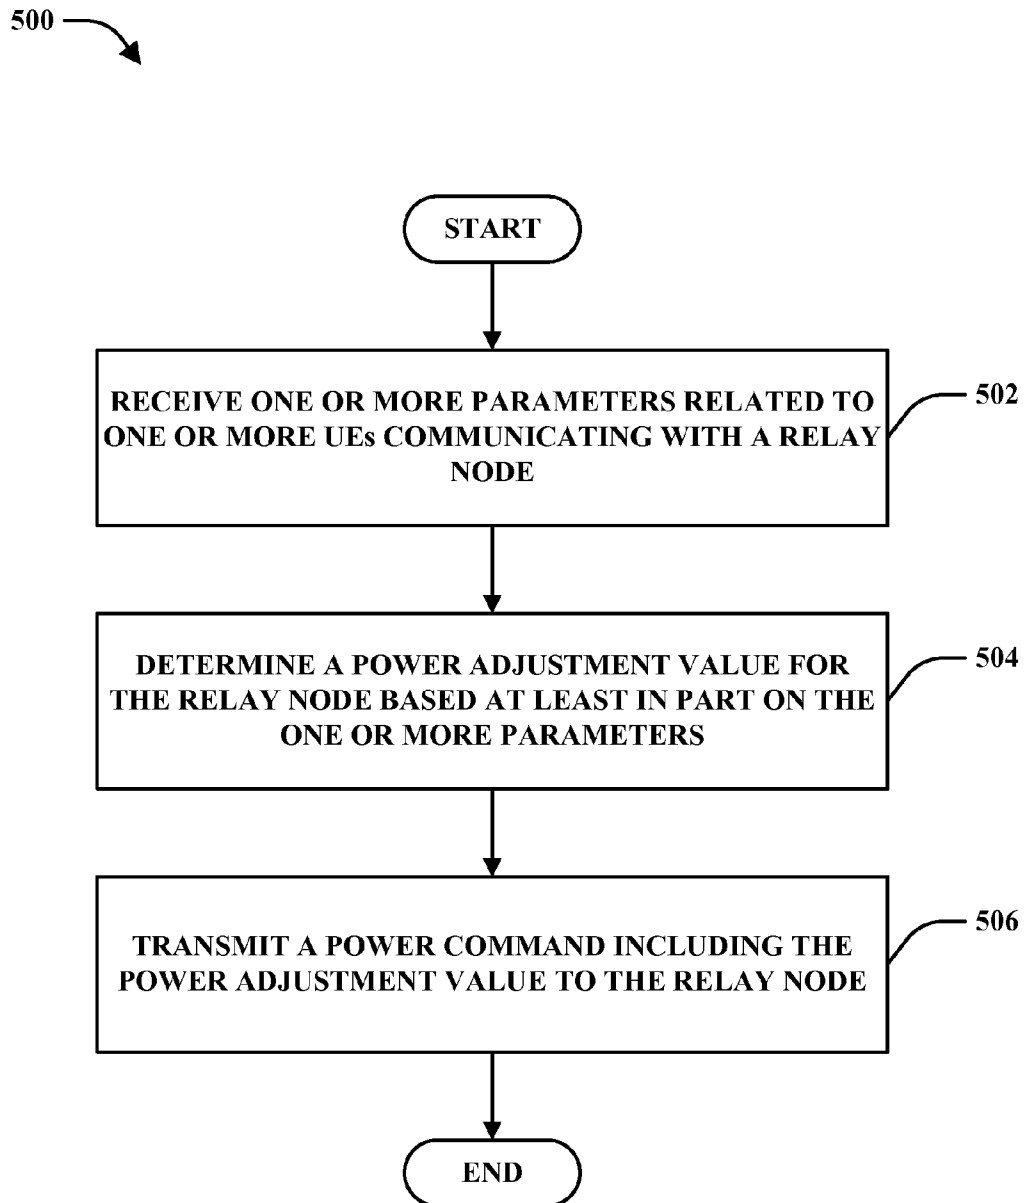 500
START
RECEIVE ONE OR MORE PARAMETERS RELATED TO
ONE OR MORE UEs COMMUNICATING WITH A RELAY
NODE
502
DETERMINE A POWER ADJUSTMENT VALUE FOR
THE RELAY NODE BASED AT LEAST IN PART ON THE
ONE OR MORE PARAMETERS
504
TRANSMIT A POWER COMMAND INCLUDING THE
POWER ADJUSTMENT VALUE TO THE RELAY NODE
506
END